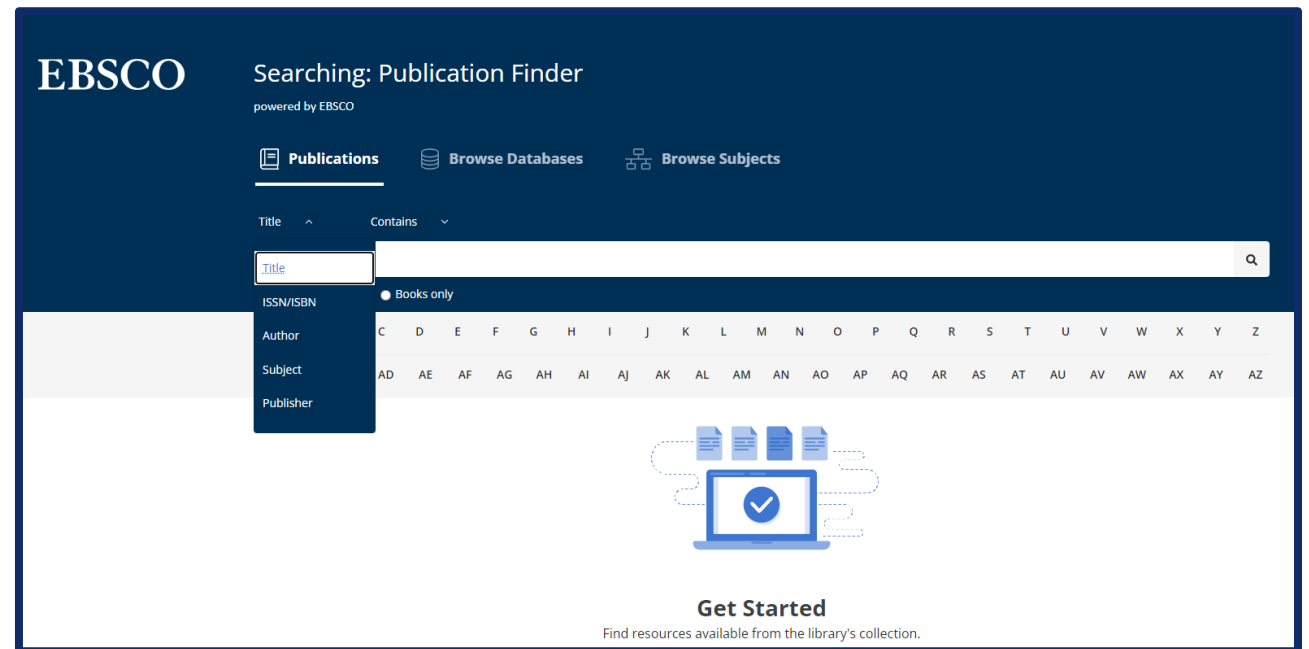 EBSCO
Searching: Publication Finder
powered by EBSCO
Publications Browse Databases Browse Subjects
Title Contains
Title
ISSN/ISBN
Author
Subject
Publisher
Books only
C D E F G H I J K L M N O P Q R S T U V W X Y Z
AD AE AF AG AH AI AJ AK AL AM AN AO AP AQ AR AS AT AU AV AW AX AY AZ
Get Started
Find resources available from the library's collection.